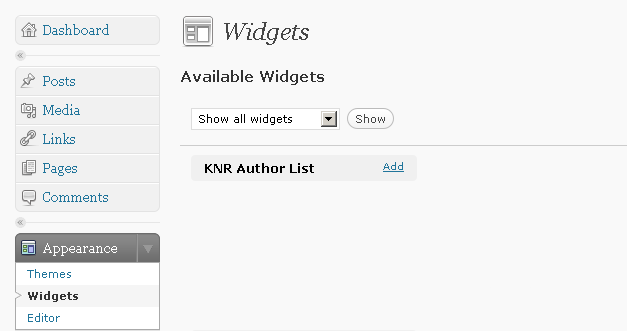 Dashboard
Posts
Media
Links
Pages
Comments
Appearance
Themes
Widgets
Editor
Widgets
Available Widgets
Show all widgets Show
KNR Author List Add